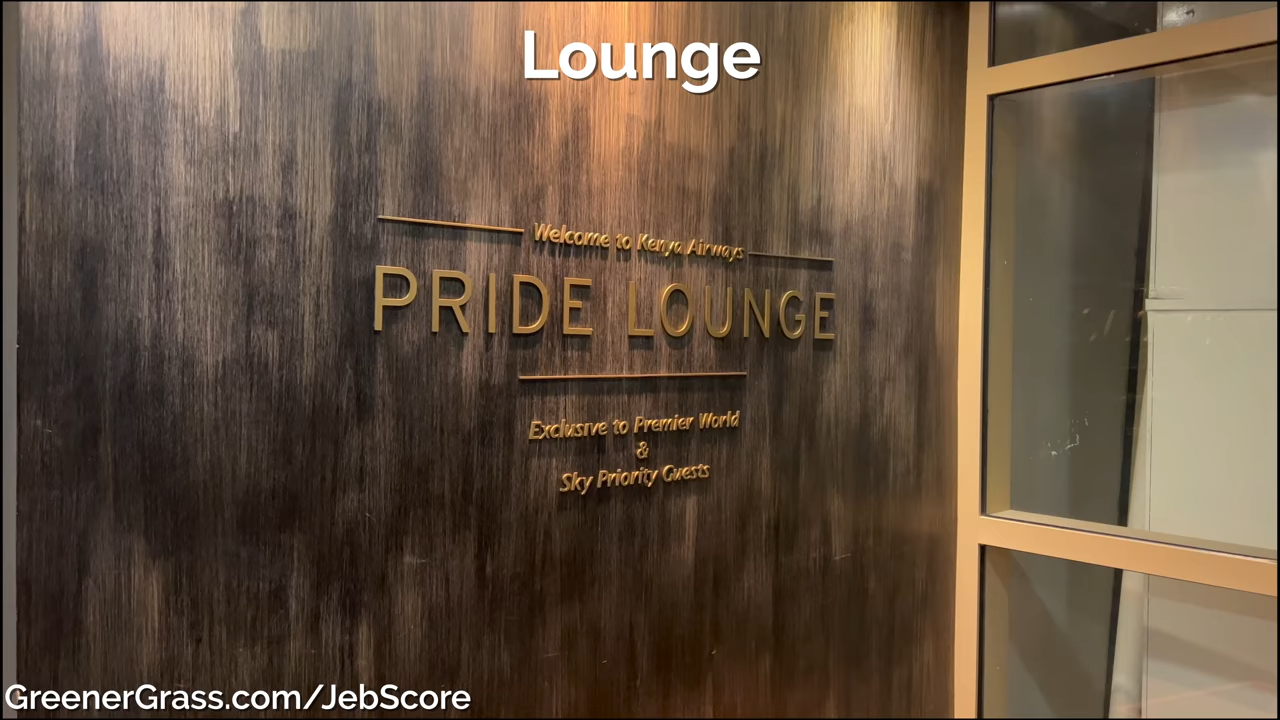 Lounge
Welcome to Kenya Airways
PRIDE LOUNGE
Exclusive to Premier World
&
Sky Priority Guests
GreenerGrass.com/JebScore